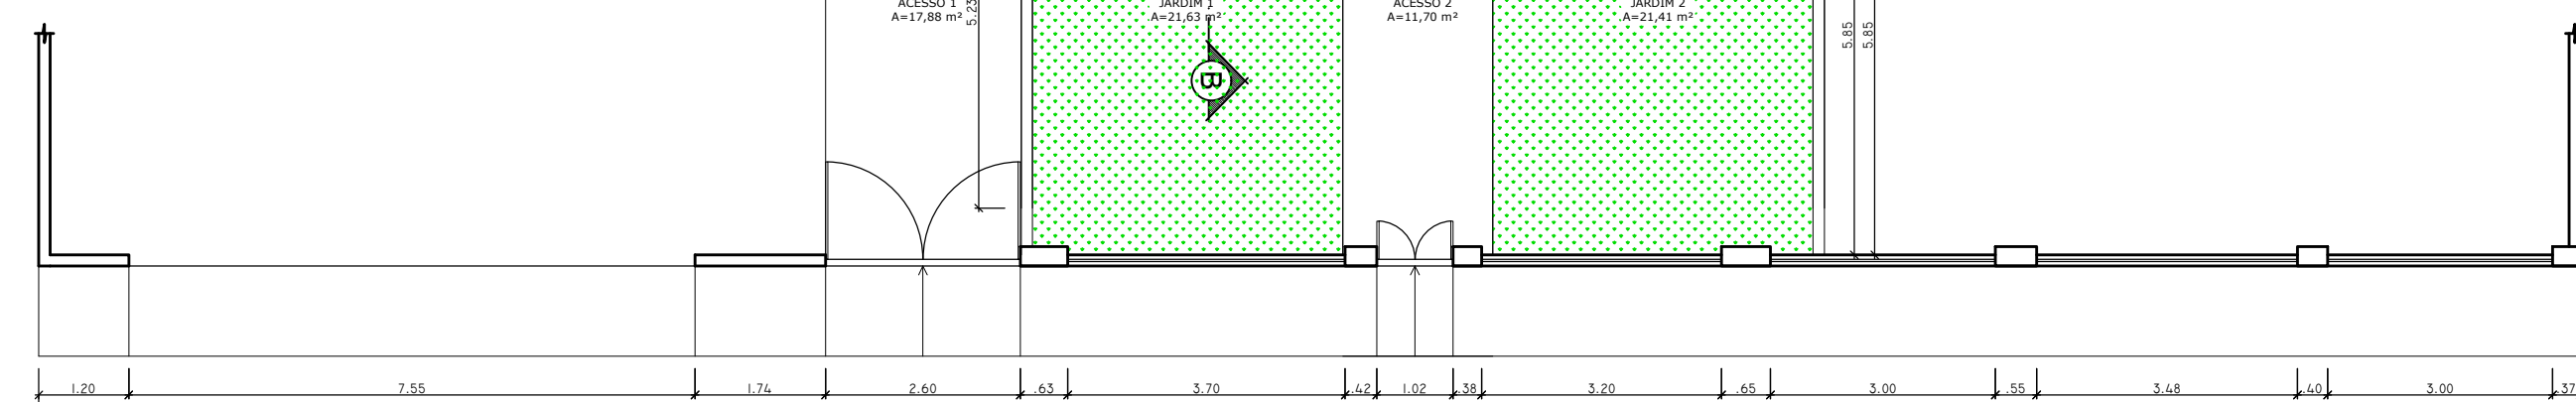 ACESSO 1
A=17,88 m²
5.23
JARDIM 1
A=21,63 m²
ACESSO 2
A=11,70 m²
JARDIM 2
A=21,41 m²
5.85
5.85
B
1.20
7.55
1.74
2.60
.63
3.70
.42
1.02
.38
3.20
.65
3.00
.55
3.48
.40
3.00
.37